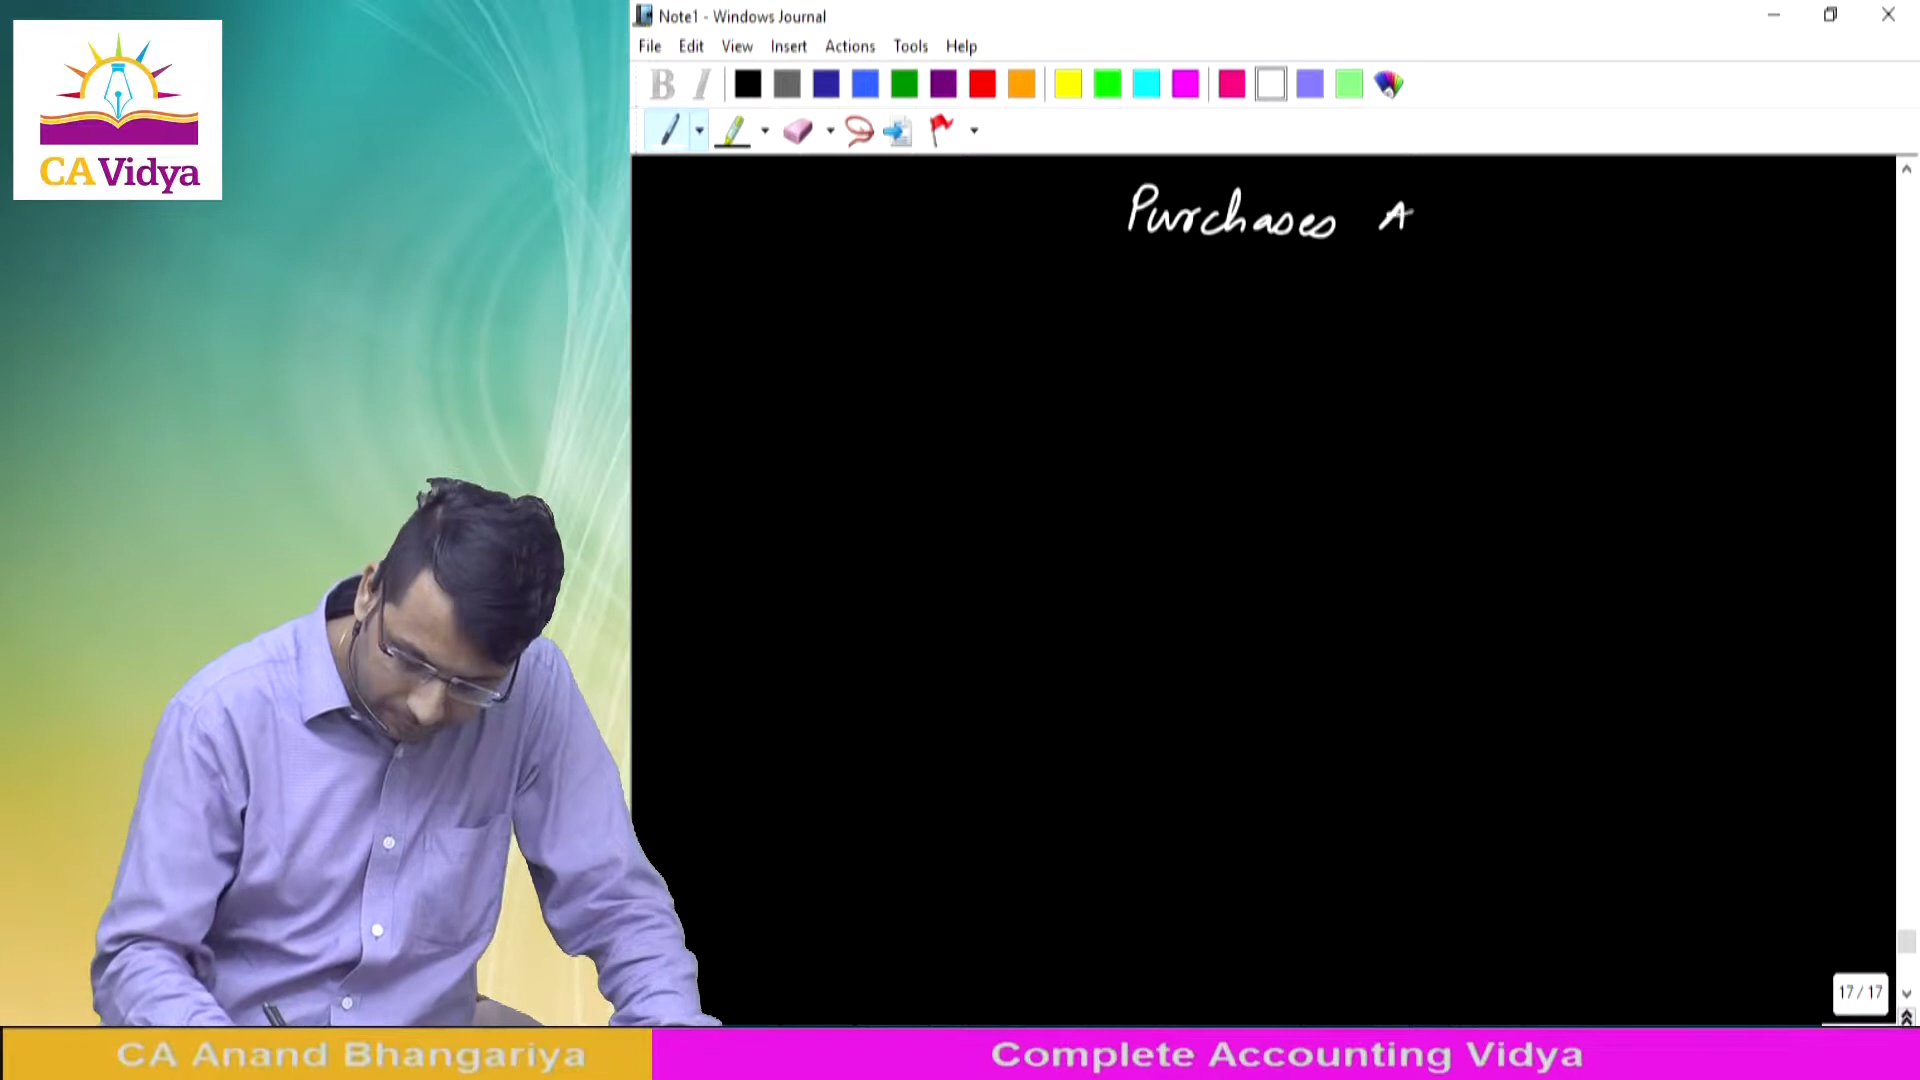 CA Vidya
Note1 - Windows Journal
File Edit View Insert Actions Tools Help
B I
Purchases A
17 / 17
CA Anand Bhangariya
Complete Accounting Vidya